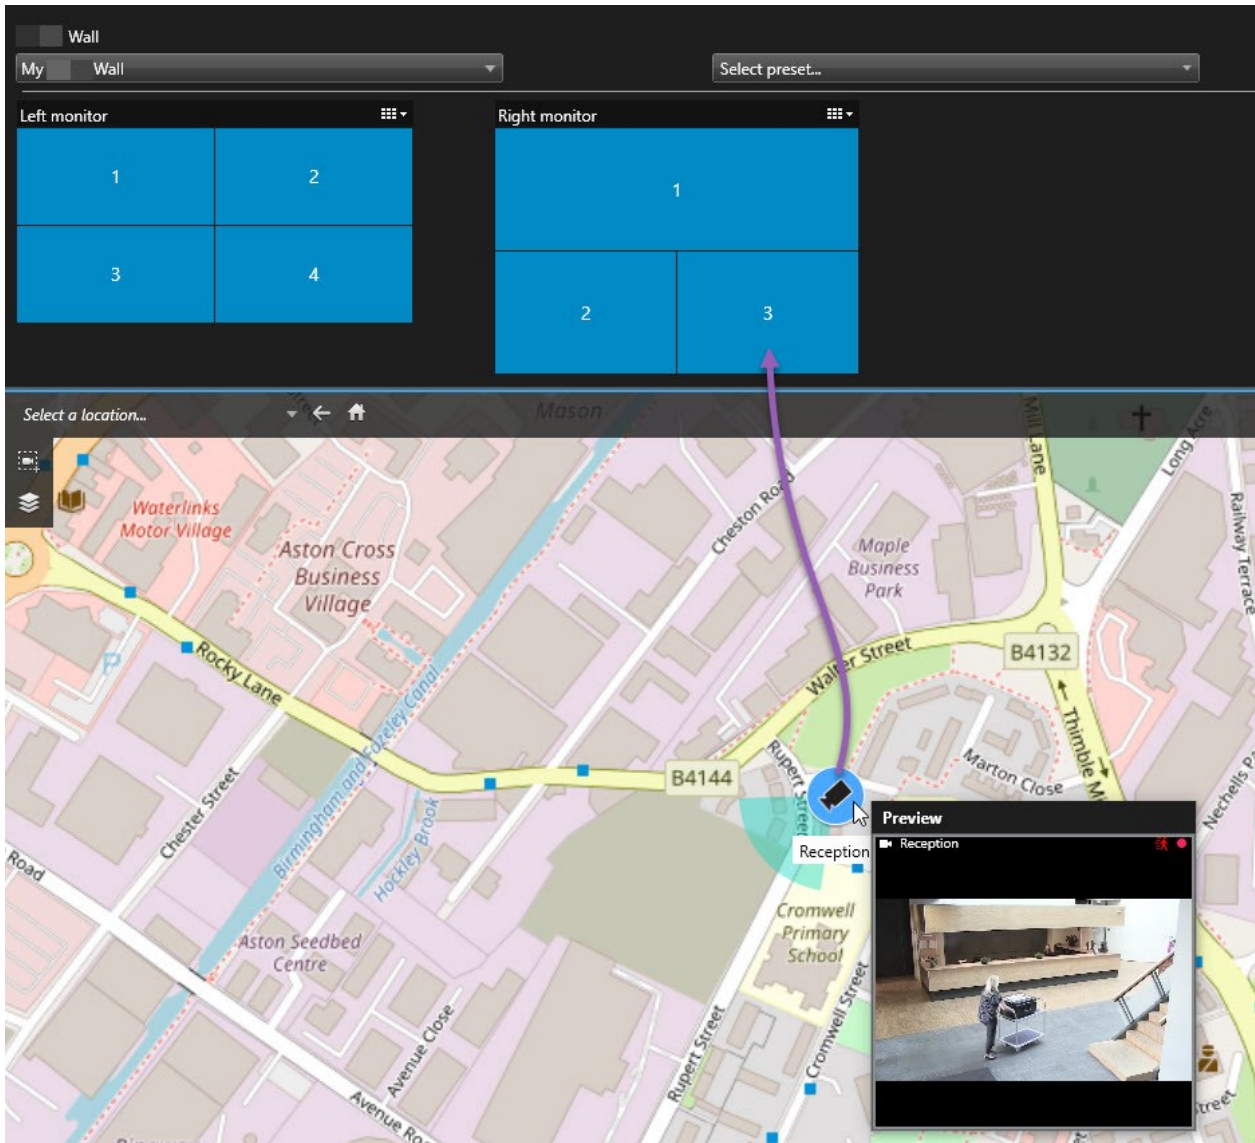 Wall
My Wall
Select preset...
Left monitor
Right monitor
1
2
3
4
1
2
3
Select a location...
Mason
Mill Lane
Long Acre
Railway Terrace
Waterlinks
Motor Village
Aston Cross
Business
Village
Cheston Road
Maple
Business
Park
P
Rocky Lane
Walter Street
B4132
Birmingham and Fazeley Canal
Thimble Mi
B4144
Rupert Street
Marton Close
Nechells P
Chester Street
Hockley Brook
Road
Reception
Preview
Reception
Cromwell
Primary
School
Aston Seedbed
Centre
Avenue Close
Avenue Ro
Rupert Street
Cromwell Street
treet